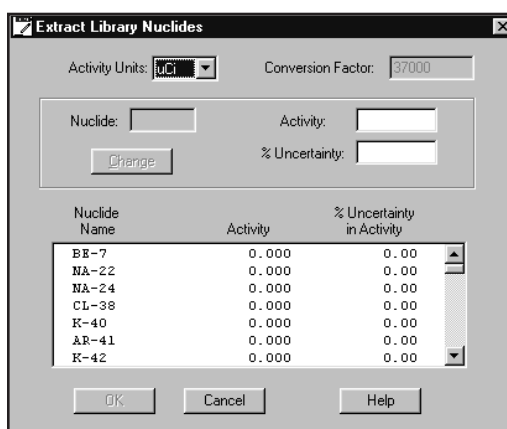 Extract Library Nuclides
Activity Units: uCi Conversion Factor: 37000
Nuclide: Activity:
Change % Uncertainty:
Nuclide Name Activity % Uncertainty in Activity
BE-7 0.000 0.00
NA-22 0.000 0.00
NA-24 0.000 0.00
CL-38 0.000 0.00
K-40 0.000 0.00
AR-41 0.000 0.00
K-42 0.000 0.00
OK Cancel Help